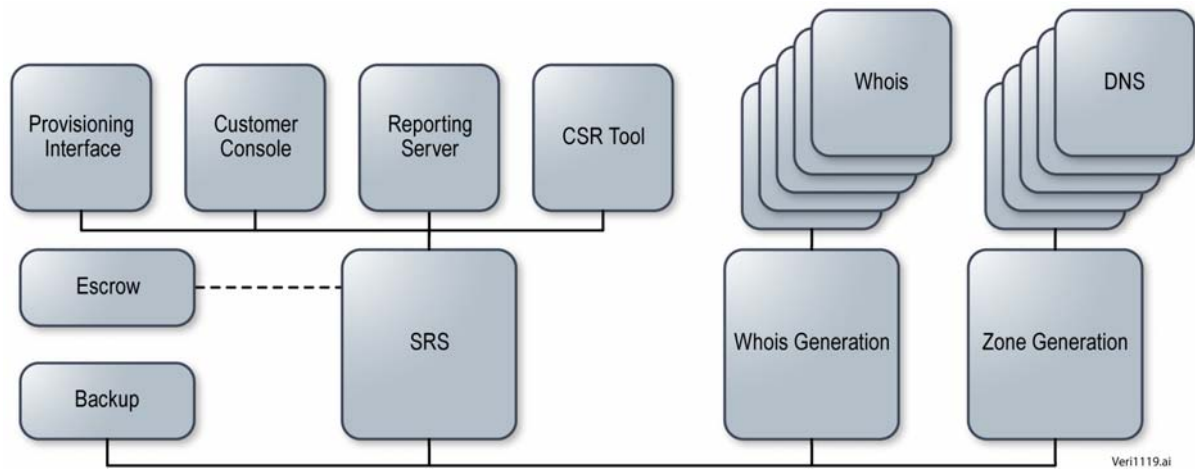 Provisioning
Interface
Customer
Console
Reporting
Server
CSR Tool
Whois
DNS
Escrow
SRS
Whois Generation
Zone Generation
Backup
Veri1119.ai